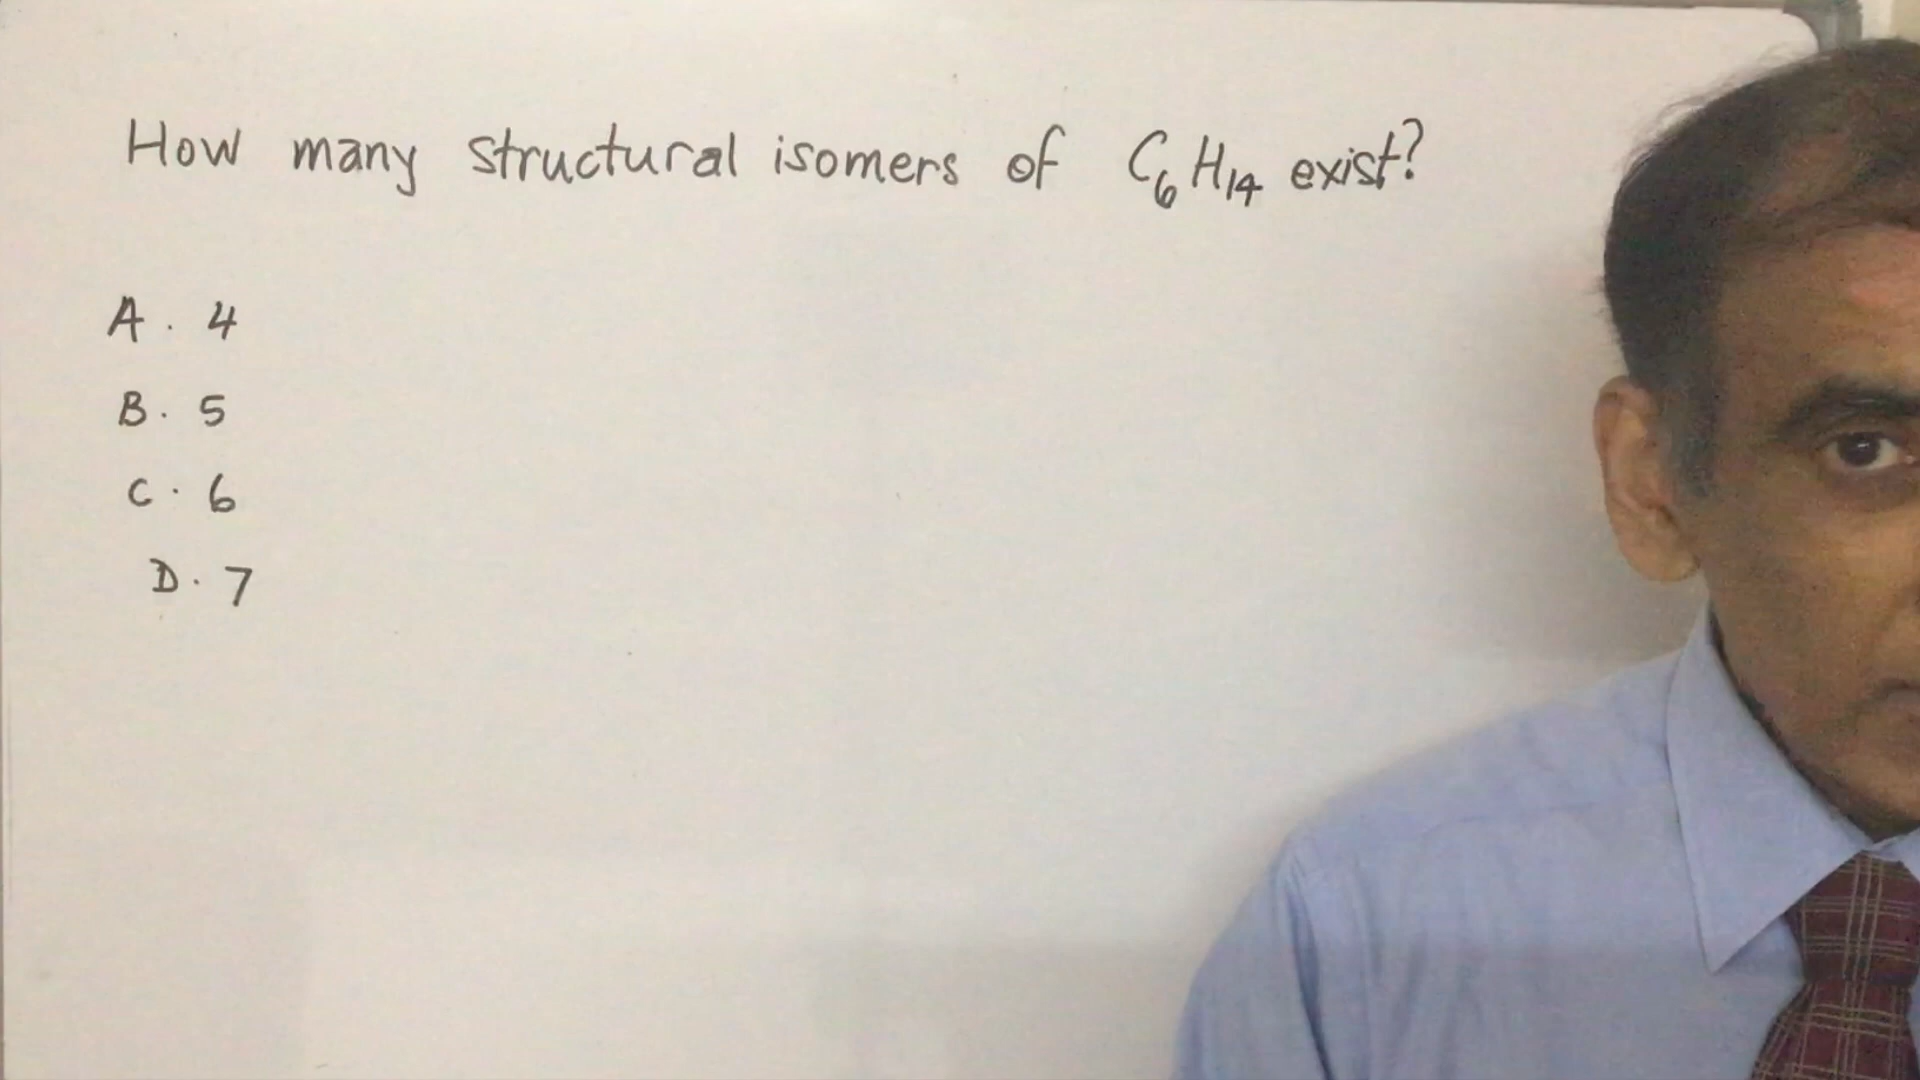 How many structural isomers of C₆H₁₄ exist?
A. 4
B. 5
C. 6
D. 7